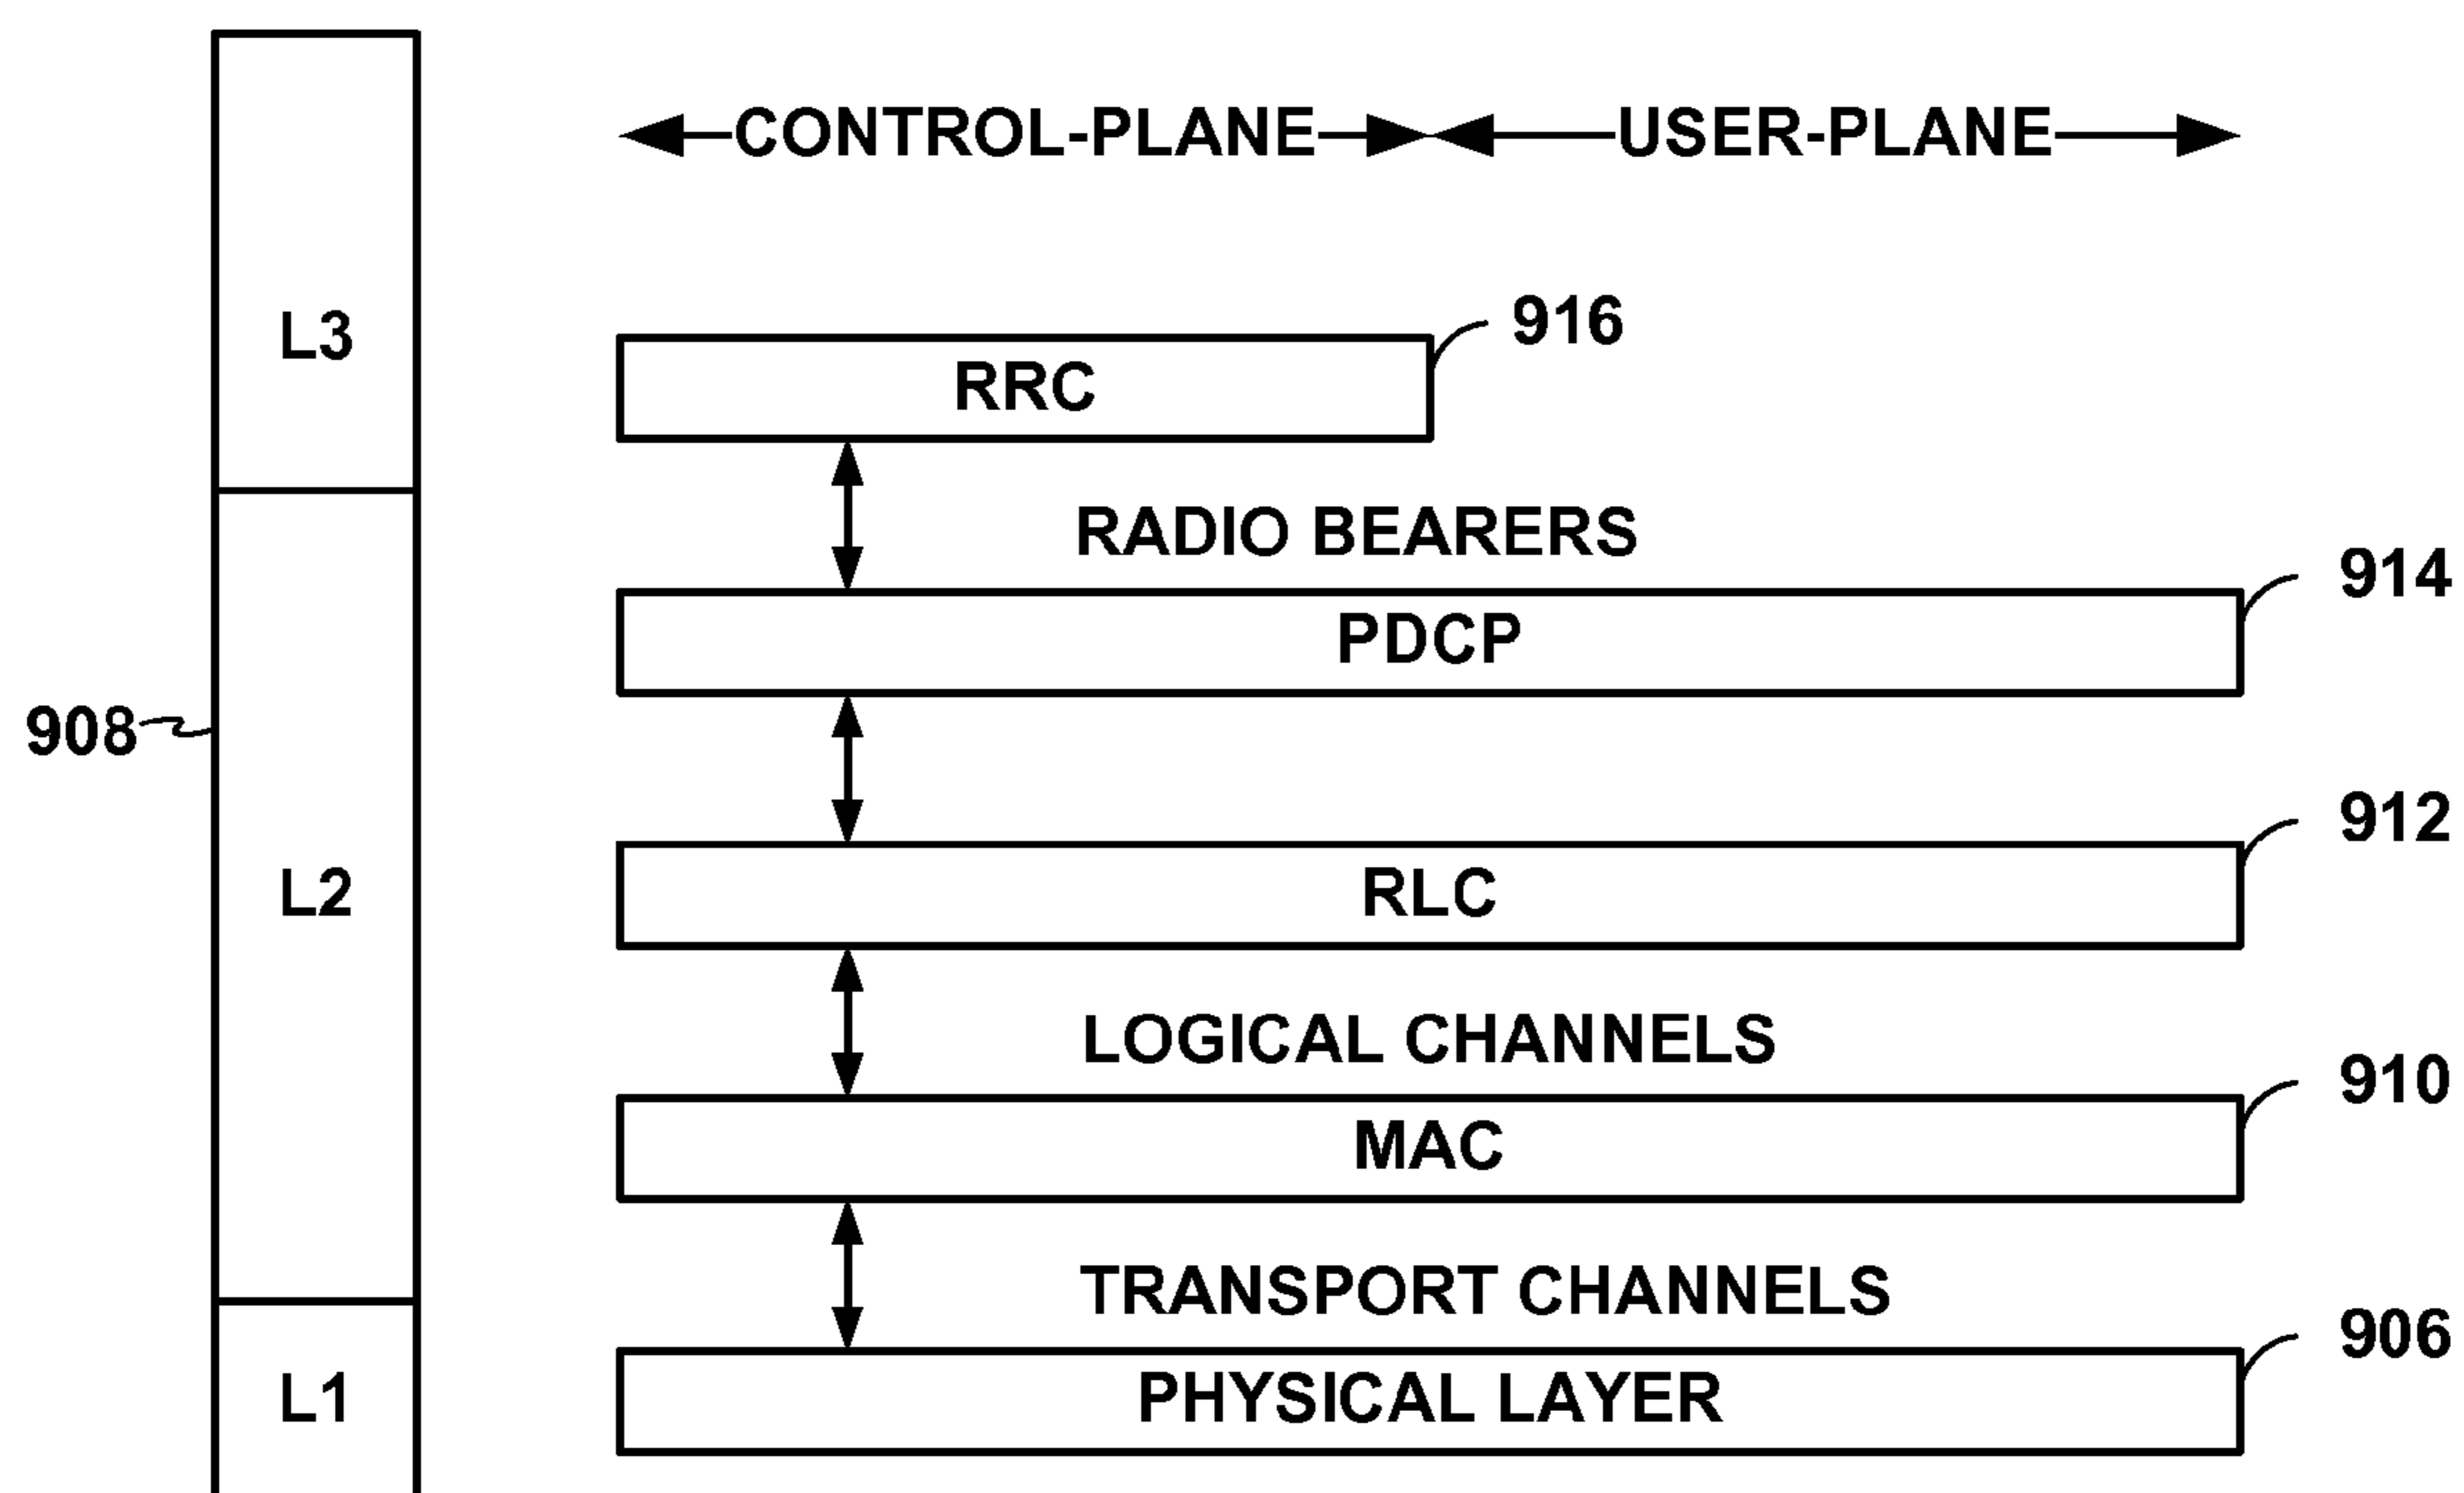 CONTROL-PLANE USER-PLANE
L3
916
RRC
RADIO BEARERS
914
PDCP
908
912
L2
RLC
LOGICAL CHANNELS
910
MAC
TRANSPORT CHANNELS
906
L1
PHYSICAL LAYER